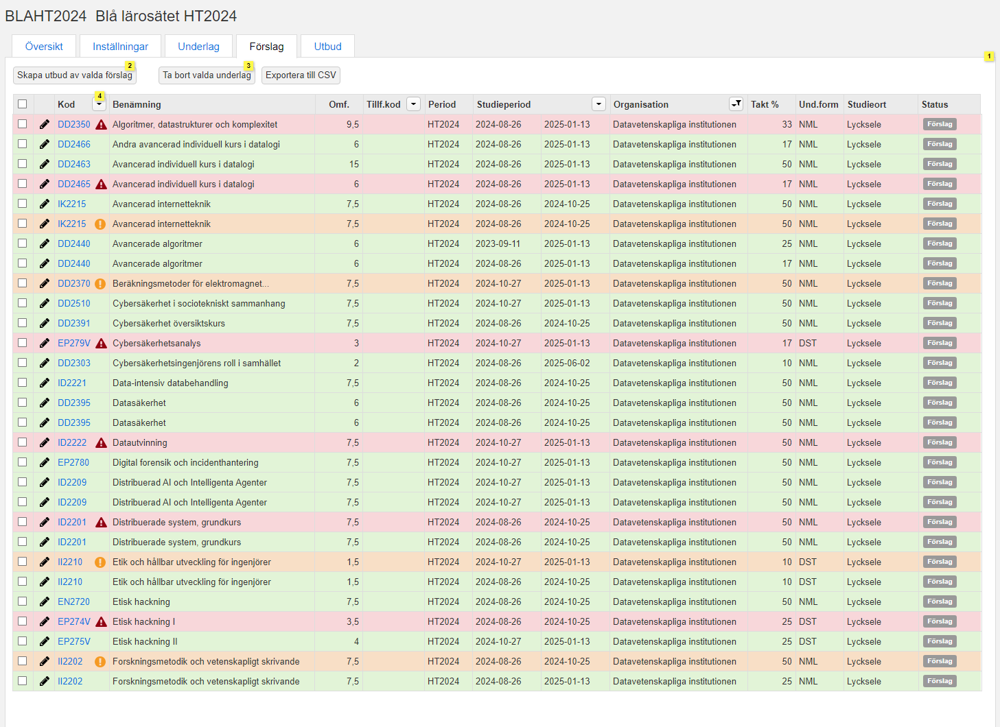 BLAHT2024 Blå lärosätet HT2024
Översikt Inställningar Underlag Förslag Utbud
1
Skapa utbud av valda förslag 2 Ta bort valda underlag 3 Exportera till CSV
Kod 4 Benämning Omf. Tillf.kod Period Studieperiod Organisation Takt % Und.form Studieort Status
DD2350 Algoritmer, datastrukturer och komplexitet 9,5 HT2024 2024-08-26 2025-01-13 Datavetenskapliga institutionen 33 NML Lycksele Förslag
DD2466 Andra avancerad individuell kurs i datalogi 6 HT2024 2024-08-26 2025-01-13 Datavetenskapliga institutionen 17 NML Lycksele Förslag
DD2463 Avancerad individuell kurs i datalogi 15 HT2024 2024-08-26 2025-01-13 Datavetenskapliga institutionen 50 NML Lycksele Förslag
DD2465 Avancerad individuell kurs i datalogi 6 HT2024 2024-08-26 2025-01-13 Datavetenskapliga institutionen 17 NML Lycksele Förslag
IK2215 Avancerad internetteknik 7,5 HT2024 2024-08-26 2024-10-25 Datavetenskapliga institutionen 50 NML Lycksele Förslag
IK2215 Avancerad internetteknik 7,5 HT2024 2024-08-26 2024-10-25 Datavetenskapliga institutionen 50 NML Lycksele Förslag
DD2440 Avancerade algoritmer 6 HT2024 2023-09-11 2025-01-13 Datavetenskapliga institutionen 25 NML Lycksele Förslag
DD2440 Avancerade algoritmer 6 HT2024 2024-08-26 2025-01-13 Datavetenskapliga institutionen 17 NML Lycksele Förslag
DD2370 Beräkningsmetoder för elektromagnet... 7,5 HT2024 2024-10-27 2025-01-13 Datavetenskapliga institutionen 50 NML Lycksele Förslag
DD2510 Cybersäkerhet i sociotekniskt sammanhang 7,5 HT2024 2024-10-27 2025-01-13 Datavetenskapliga institutionen 50 NML Lycksele Förslag
DD2391 Cybersäkerhet översiktskurs 7,5 HT2024 2024-08-26 2024-10-25 Datavetenskapliga institutionen 50 NML Lycksele Förslag
EP279V Cybersäkerhetsanalys 3 HT2024 2024-10-27 2025-01-13 Datavetenskapliga institutionen 17 DST Lycksele Förslag
DD2303 Cybersäkerhetsingenjörens roll i samhället 2 HT2024 2024-08-26 2025-06-02 Datavetenskapliga institutionen 10 NML Lycksele Förslag
ID2221 Data-intensiv databehandling 7,5 HT2024 2024-08-26 2024-10-25 Datavetenskapliga institutionen 50 NML Lycksele Förslag
DD2395 Datasäkerhet 6 HT2024 2024-08-26 2024-10-25 Datavetenskapliga institutionen 50 NML Lycksele Förslag
DD2395 Datasäkerhet 6 HT2024 2024-08-26 2024-10-25 Datavetenskapliga institutionen 50 NML Lycksele Förslag
ID2222 Datautvinning 7,5 HT2024 2024-10-27 2025-01-13 Datavetenskapliga institutionen 50 NML Lycksele Förslag
EP2780 Digital forensik och incidenthantering 7,5 HT2024 2024-10-27 2025-01-13 Datavetenskapliga institutionen 50 NML Lycksele Förslag
ID2209 Distribuerad AI och Intelligenta Agenter 7,5 HT2024 2024-10-27 2025-01-13 Datavetenskapliga institutionen 50 NML Lycksele Förslag
ID2209 Distribuerad AI och Intelligenta Agenter 7,5 HT2024 2024-10-27 2025-01-13 Datavetenskapliga institutionen 50 NML Lycksele Förslag
ID2201 Distribuerade system, grundkurs 7,5 HT2024 2024-08-26 2024-10-25 Datavetenskapliga institutionen 50 NML Lycksele Förslag
ID2201 Distribuerade system, grundkurs 7,5 HT2024 2024-08-26 2024-10-25 Datavetenskapliga institutionen 50 NML Lycksele Förslag
II2210 Etik och hållbar utveckling för ingenjörer 1,5 HT2024 2024-10-27 2025-01-13 Datavetenskapliga institutionen 10 DST Lycksele Förslag
II2210 Etik och hållbar utveckling för ingenjörer 1,5 HT2024 2024-08-26 2024-10-25 Datavetenskapliga institutionen 10 DST Lycksele Förslag
EN2720 Etisk hackning 7,5 HT2024 2024-08-26 2024-10-25 Datavetenskapliga institutionen 50 NML Lycksele Förslag
EP274V Etisk hackning I 3,5 HT2024 2024-08-26 2024-10-25 Datavetenskapliga institutionen 25 DST Lycksele Förslag
EP275V Etisk hackning II 4 HT2024 2024-10-27 2025-01-13 Datavetenskapliga institutionen 25 DST Lycksele Förslag
II2202 Forskningsmetodik och vetenskapligt skrivande 7,5 HT2024 2024-08-26 2024-10-25 Datavetenskapliga institutionen 50 NML Lycksele Förslag
II2202 Forskningsmetodik och vetenskapligt skrivande 7,5 HT2024 2024-08-26 2025-01-13 Datavetenskapliga institutionen 25 NML Lycksele Förslag